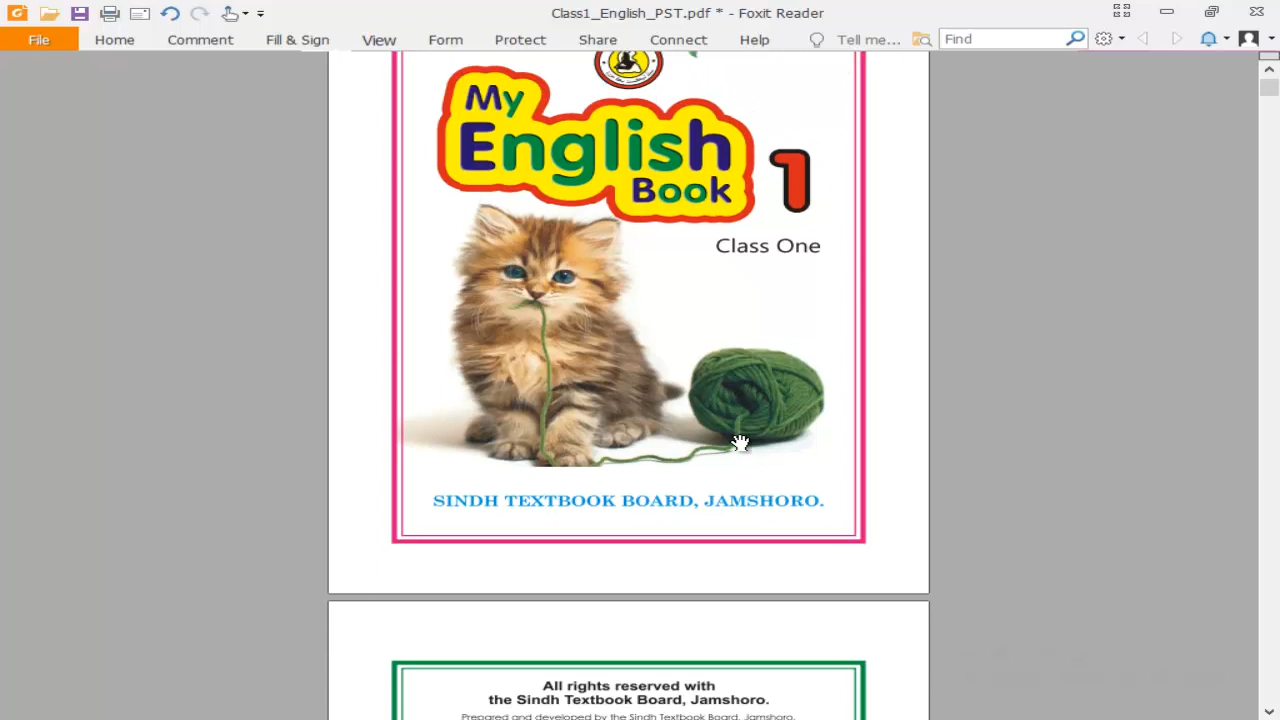 Class1_English_PST.pdf * - Foxit Reader
File Home Comment Fill & Sign View Form Protect Share Connect Help Tell me... Find
My
English
Book
1
Class One
SINDH TEXTBOOK BOARD, JAMSHORO.
All rights reserved with
the Sindh Textbook Board, Jamshoro.
Prepared and developed by the Sindh Textbook Board, Jamshoro.